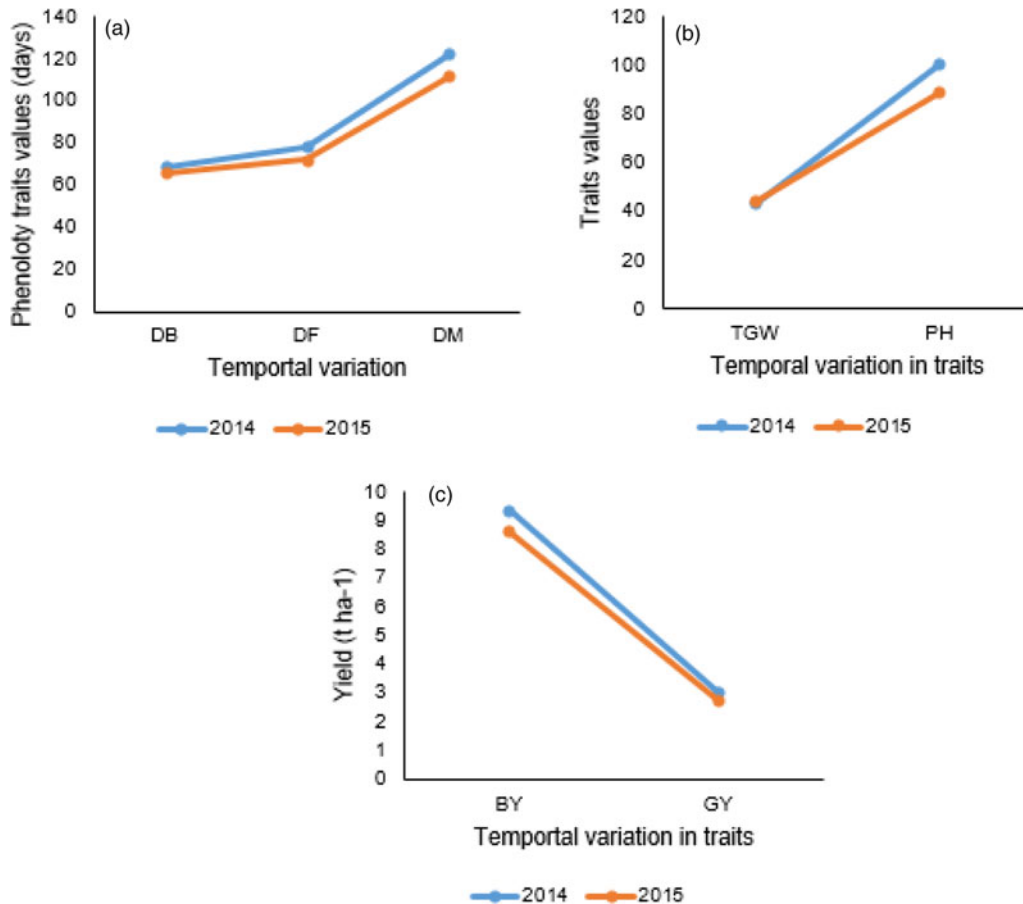 (a)
Phenoloty traits values (days)
140
120
100
80
60
40
20
0
DB DF DM
Temportal variation
2014 2015
(b)
Traits values
120
100
80
60
40
20
0
TGW PH
Temporal variation in traits
2014 2015
(c)
Yield (t ha-1)
10
9
8
7
6
5
4
3
2
1
0
BY GY
Temportal variation in traits
2014 2015